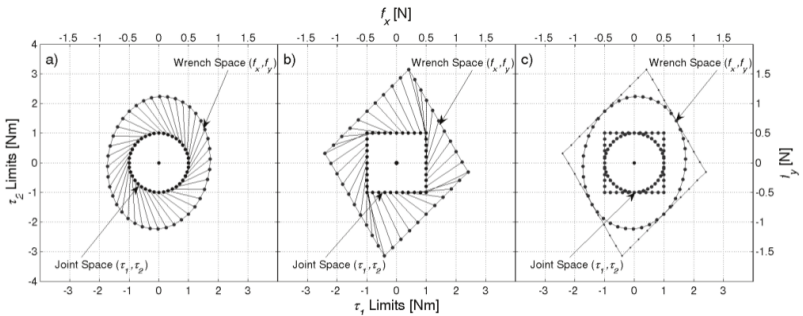 f_x [N]
-1.5 -1 -0.5 0 0.5 1 1.5 -1.5 -1 -0.5 0 0.5 1 1.5 -1.5 -1 -0.5 0 0.5 1 1.5
a) b) c)
Wrench Space (f_x,f_y) Wrench Space (f_x,f_y) Wrench Space (f_x,f_y)
Joint Space (τ_1,τ_2) Joint Space (τ_1,τ_2) Joint Space (τ_1,τ_2)
τ_2 Limits [Nm]
4
3
2
1
0
-1
-2
-3
-4
1.5
1
0.5
0
-0.5
-1
-1.5
f_y [N]
-3 -2 -1 0 1 2 3 -3 -2 -1 0 1 2 3 -3 -2 -1 0 1 2 3 4
τ_1 Limits [Nm]